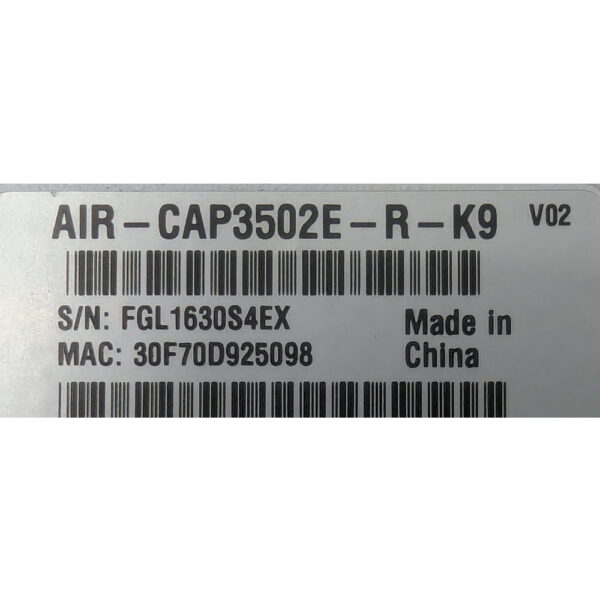 AIR-CAP3502E-R-K9 V02
S/N: FGL1630S4EX
MAC: 30F70D925098
Made in
China